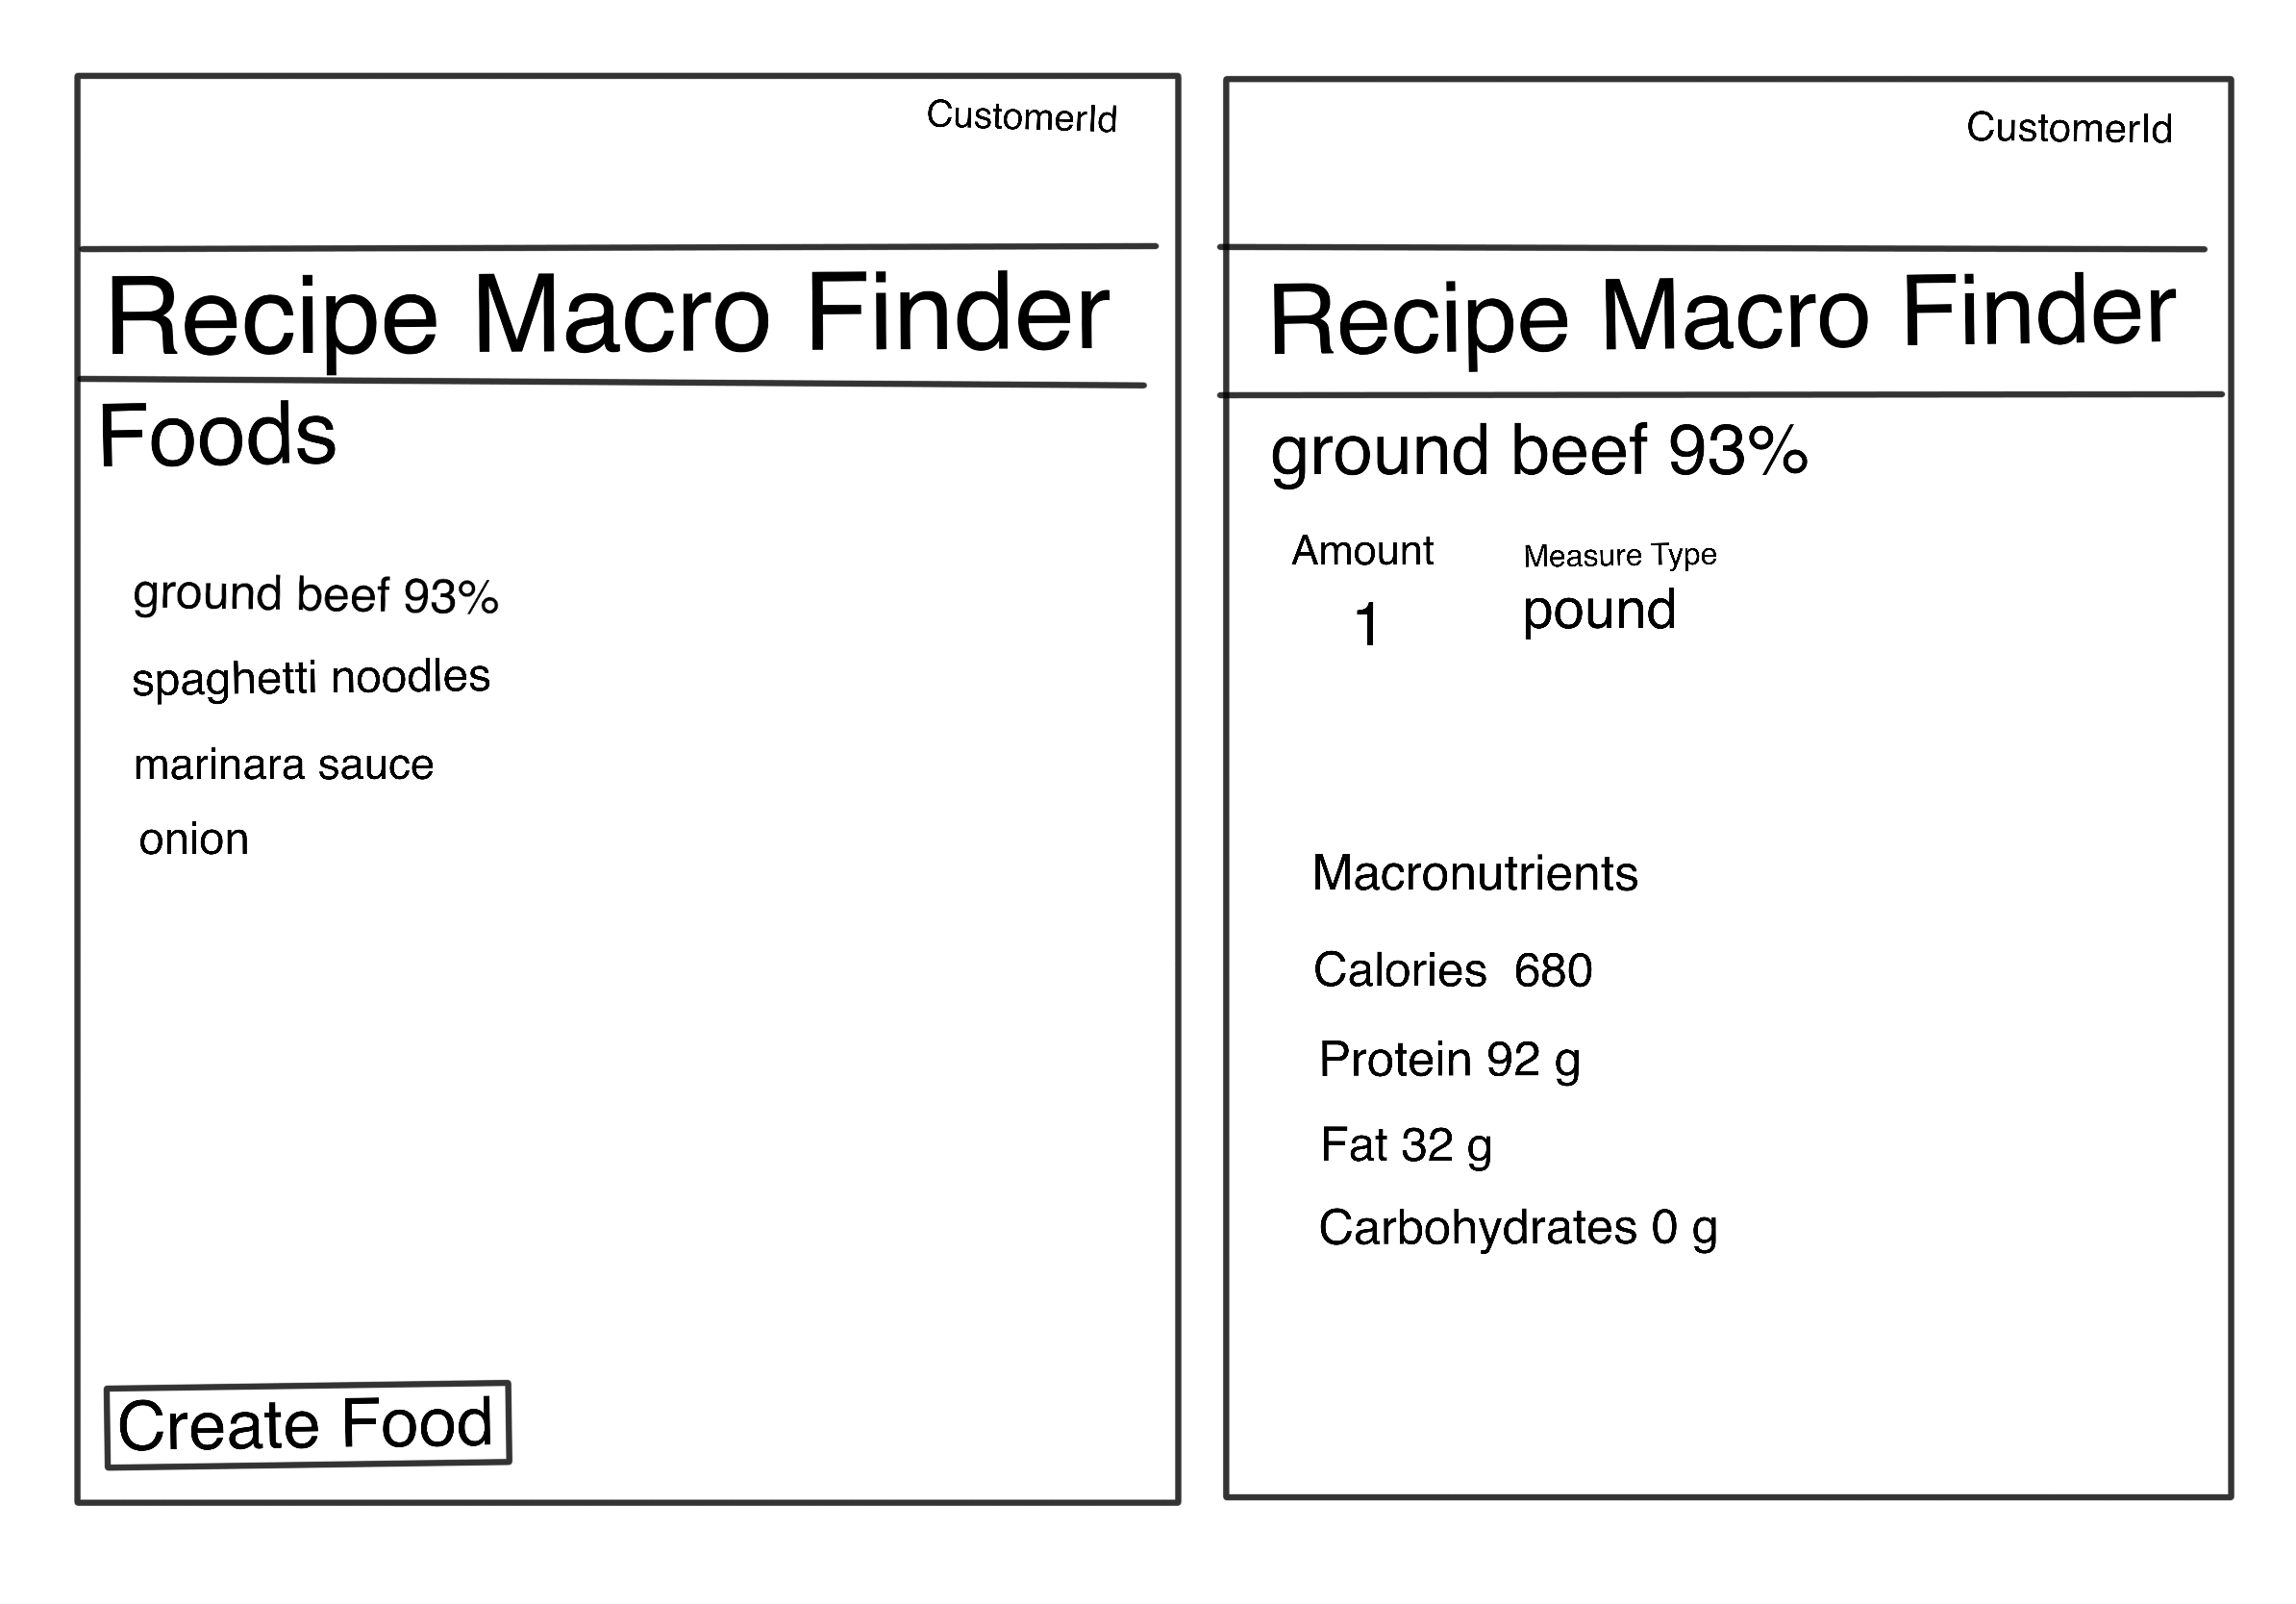 CustomerId
Recipe Macro Finder
Foods
ground beef 93%
spaghetti noodles
marinara sauce
onion
Create Food
CustomerId
Recipe Macro Finder
ground beef 93%
Amount Measure Type
1 pound
Macronutrients
Calories 680
Protein 92 g
Fat 32 g
Carbohydrates 0 g